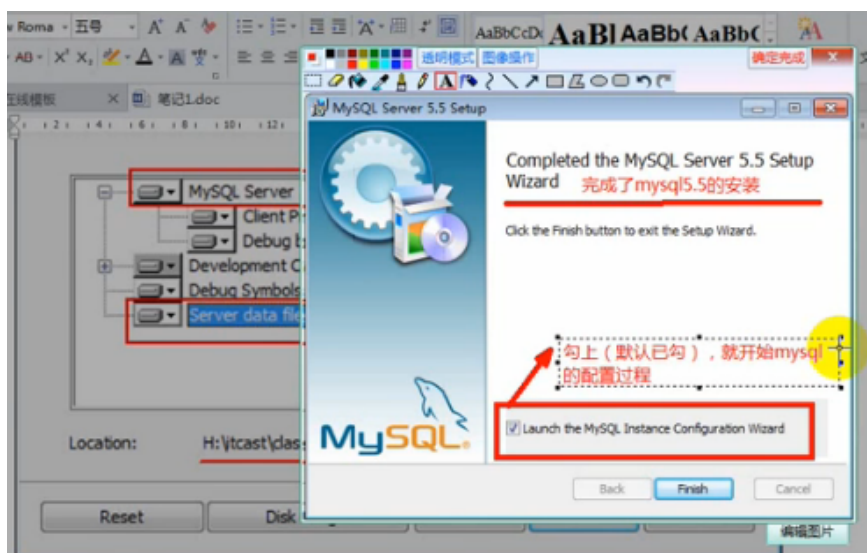 Roma
五号
AaBbCcD
AaBl
AaBb(
AaBbC
透明模式
图像操作
确定完成
在线模板
笔记1.doc
MySQL Server 5.5 Setup
Completed the MySQL Server 5.5 Setup
Wizard
完成了mysql5.5的安装
Click the Finish button to exit the Setup Wizard.
勾上(默认已勾),就开始mysql
的配置过程
Launch the MySQL Instance Configuration Wizard
MySQL
Back
Finish
Cancel
MySQL Server
Client
Debug
Development
Debug Symbols
Server data
Location:
H:\itcast\
Reset
Disk
编辑图片